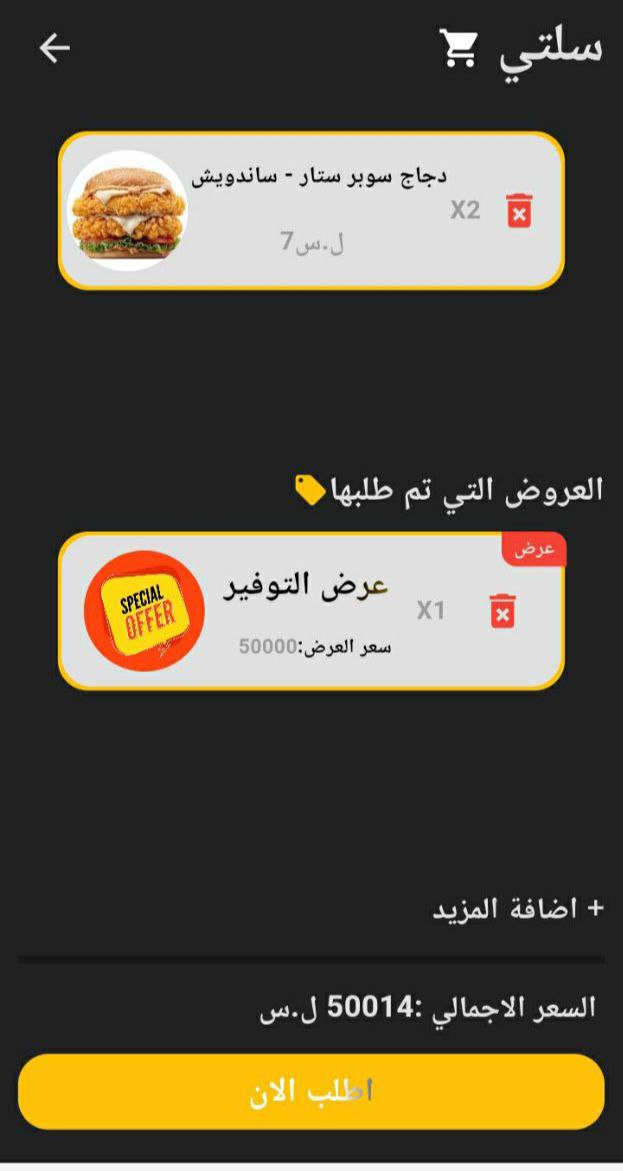 سلتي
دجاج سوبر ستار - ساندويش
X2
7ل.س
العروض التي تم طلبها
عرض
عرض التوفير
X1
سعر العرض:50000
SPECIAL
OFFER
+ اضافة المزيد
السعر الاجمالي :50014 ل.س
اطلب الان